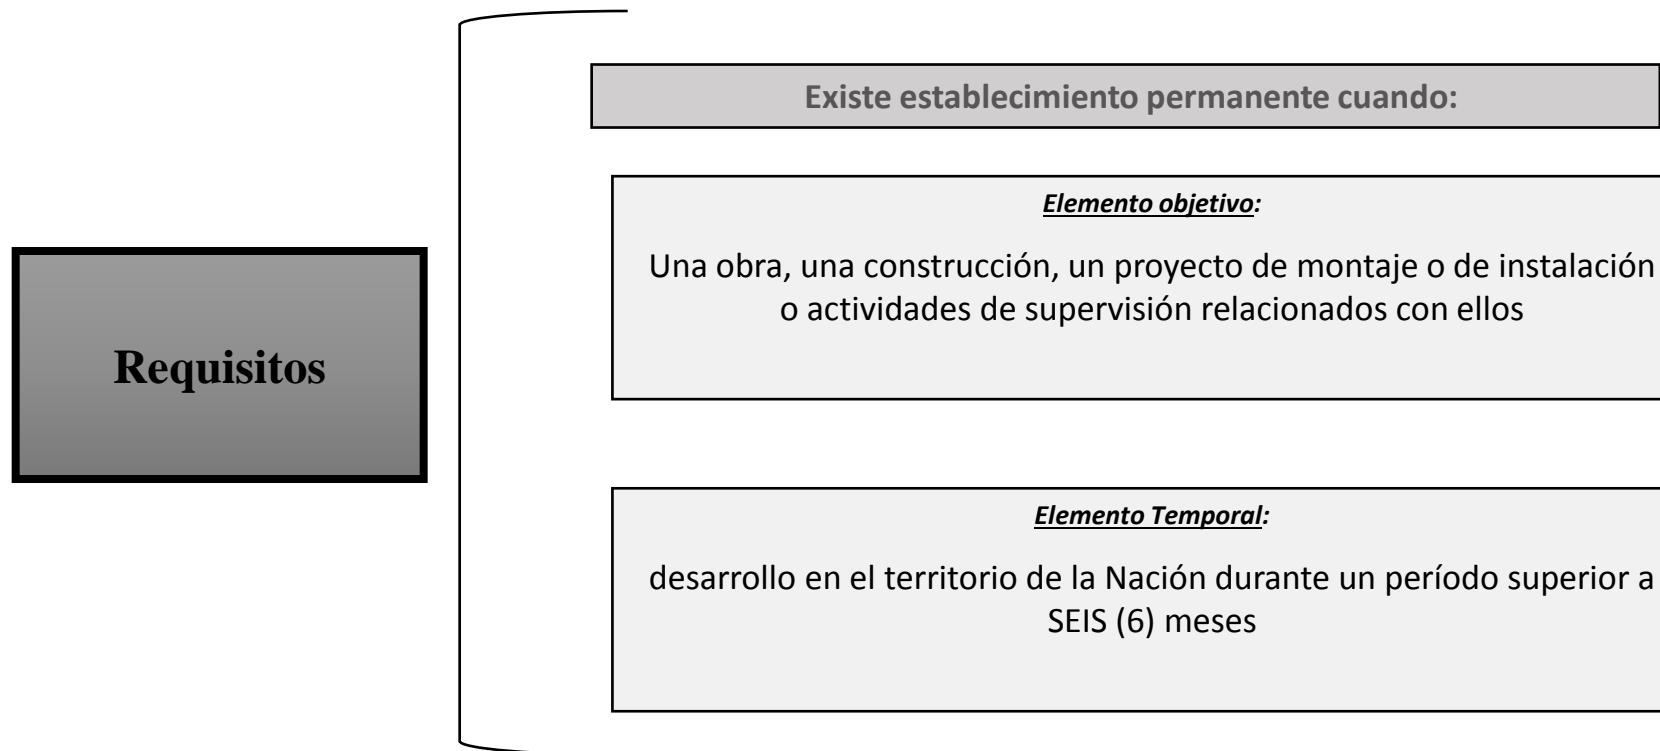 Requisitos
Existe establecimiento permanente cuando:
Elemento objetivo:
Una obra, una construcción, un proyecto de montaje o de instalación
o actividades de supervisión relacionados con ellos
Elemento Temporal:
desarrollo en el territorio de la Nación durante un período superior a
SEIS (6) meses